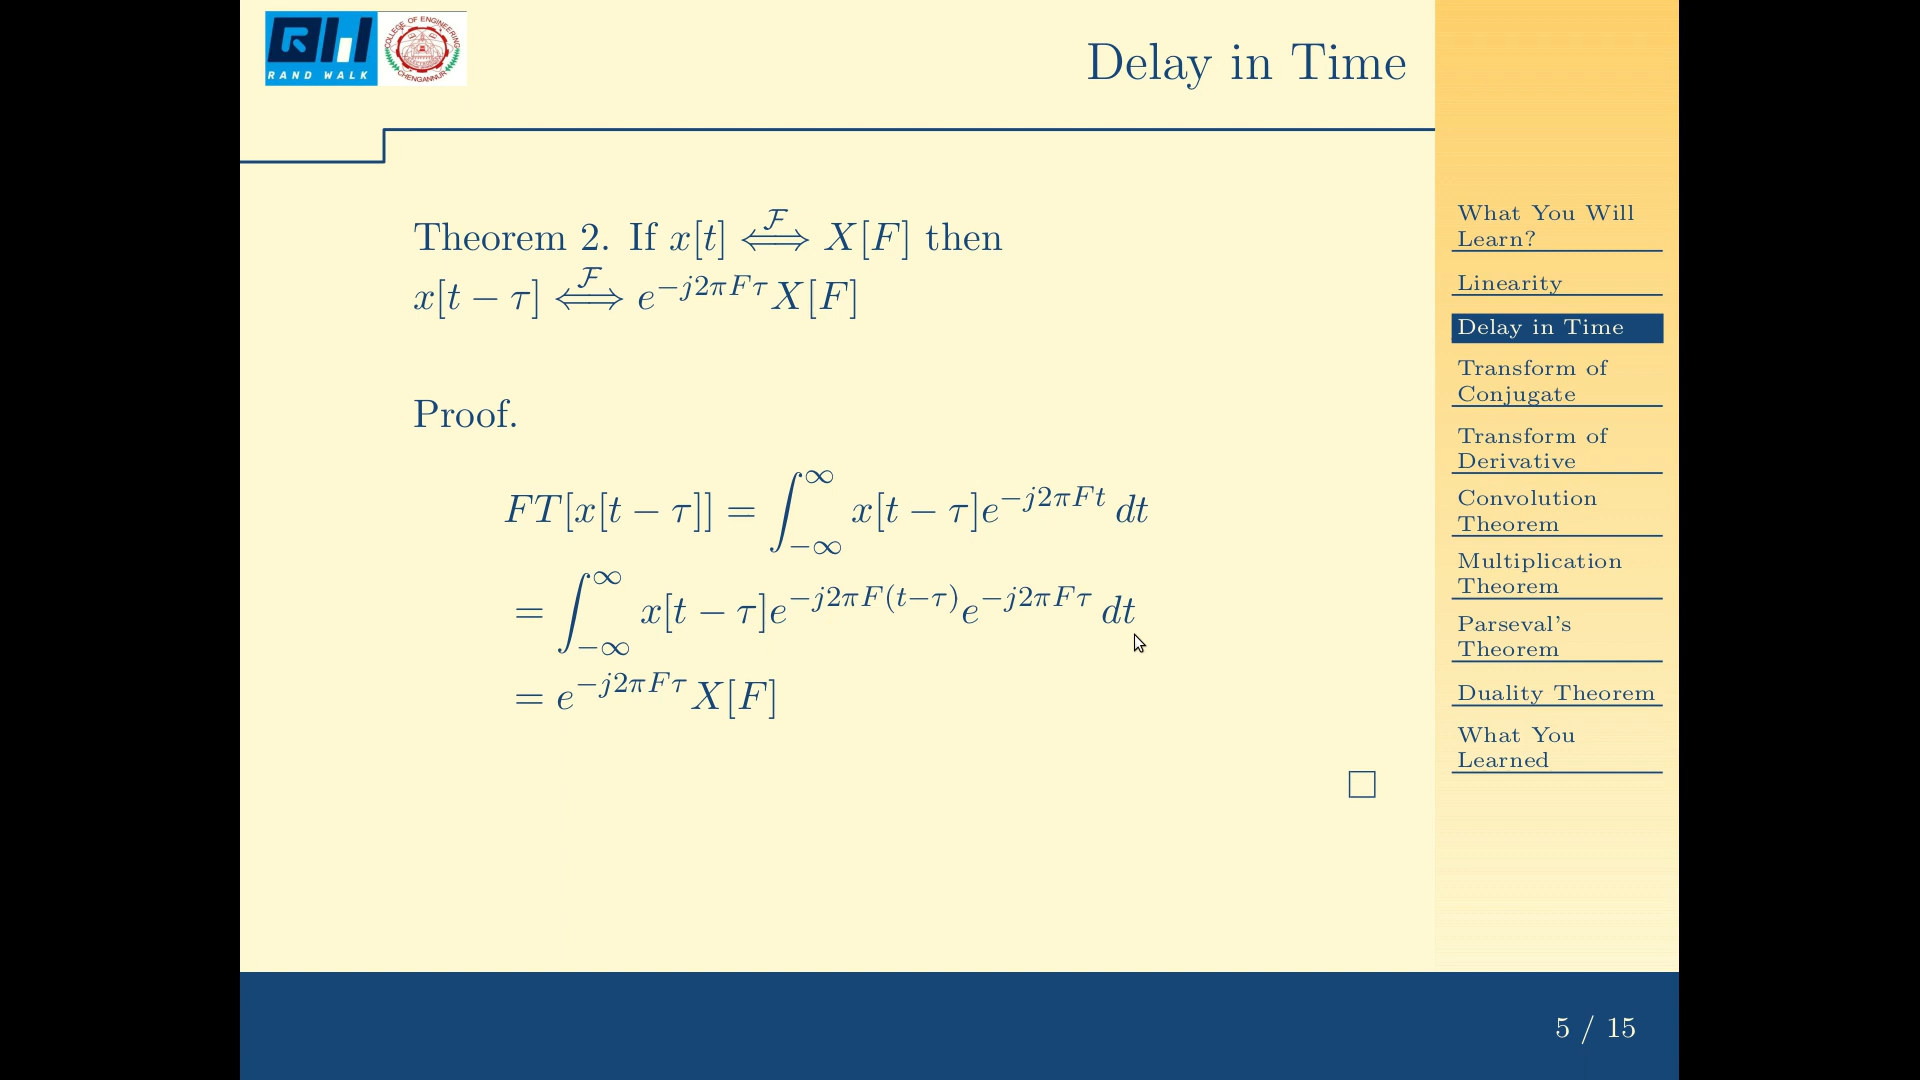 RAND WALK
COLLEGE OF ENGINEERING
CHENGANNUR
Delay in Time
Theorem 2. If x[t] ⟺ᶠ X[F] then
x[t − τ] ⟺ᶠ e^{−j2πFτ} X[F]
Proof.
FT[x[t − τ]] = ∫_{−∞}^{∞} x[t − τ]e^{−j2πFt} dt
= ∫_{−∞}^{∞} x[t − τ]e^{−j2πF(t−τ)}e^{−j2πFτ} dt
= e^{−j2πFτ} X[F]
□
What You Will
Learn?
Linearity
Delay in Time
Transform of
Conjugate
Transform of
Derivative
Convolution
Theorem
Multiplication
Theorem
Parseval's
Theorem
Duality Theorem
What You
Learned
5 / 15